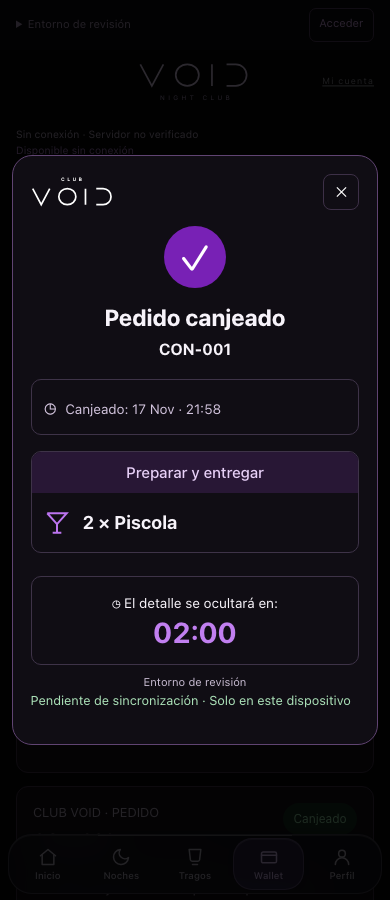 ▶ Entorno de revisión
Acceder
VOID
NIGHT CLUB
Mi cuenta
Sin conexión · Servidor no verificado
Disponible sin conexión
CLUB
VOID
Pedido canjeado
CON-001
Canjeado: 17 Nov · 21:58
Preparar y entregar
2 × Piscola
El detalle se ocultará en:
02:00
Entorno de revisión
Pendiente de sincronización · Solo en este dispositivo
CLUB VOID · PEDIDO
Canjeado
Inicio
Noches
Tragos
Wallet
Perfil